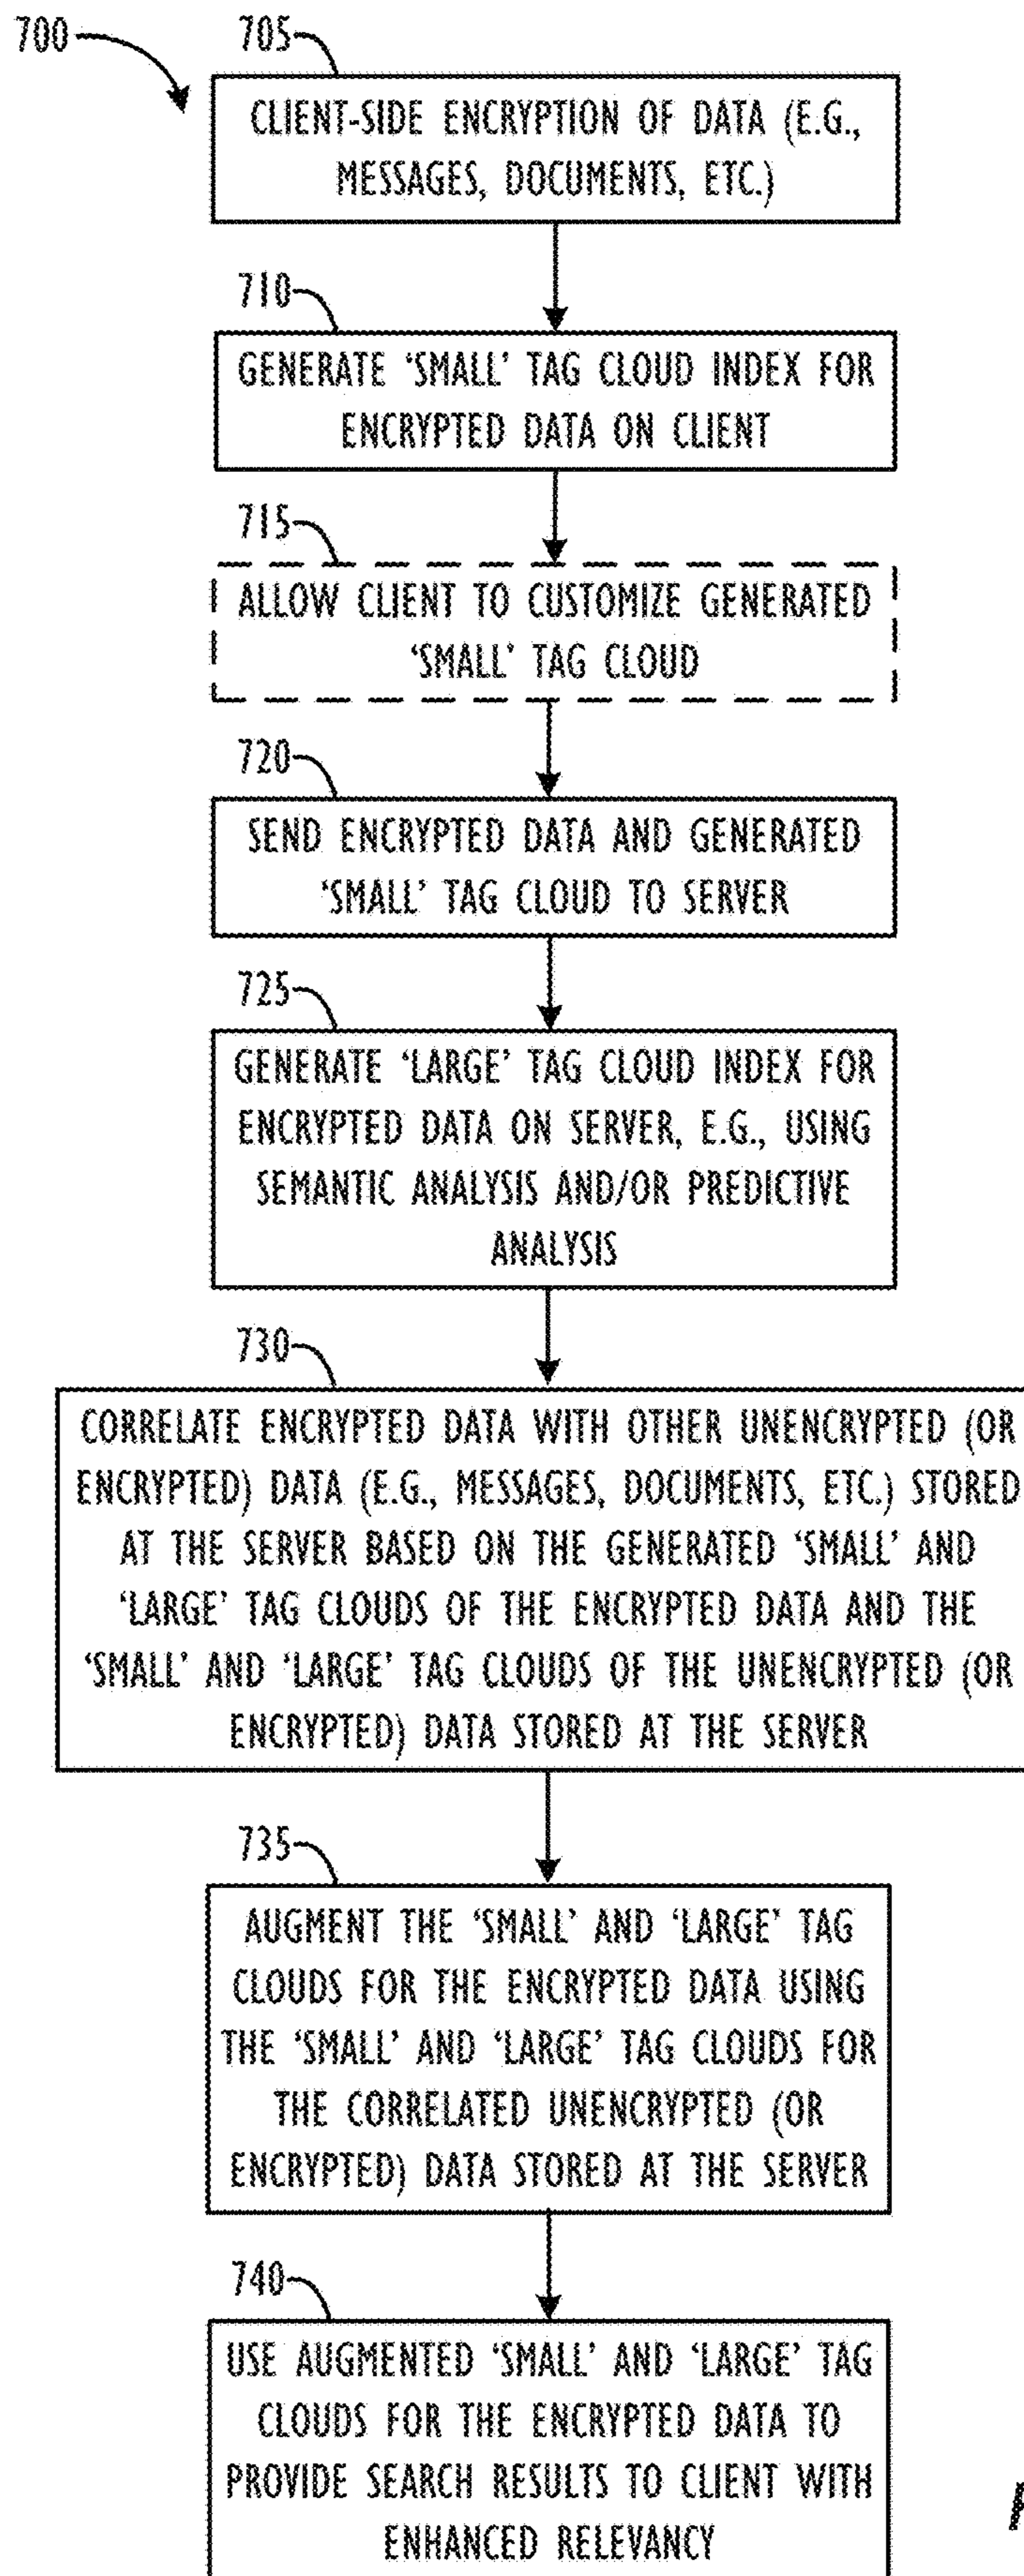 700
705
CLIENT-SIDE ENCRYPTION OF DATA (E.G.,
MESSAGES, DOCUMENTS, ETC.)
710
GENERATE ‘SMALL’ TAG CLOUD INDEX FOR
ENCRYPTED DATA ON CLIENT
715
ALLOW CLIENT TO CUSTOMIZE GENERATED
‘SMALL’ TAG CLOUD
720
SEND ENCRYPTED DATA AND GENERATED
‘SMALL’ TAG CLOUD TO SERVER
725
GENERATE ‘LARGE’ TAG CLOUD INDEX FOR
ENCRYPTED DATA ON SERVER, E.G., USING
SEMANTIC ANALYSIS AND/OR PREDICTIVE
ANALYSIS
730
CORRELATE ENCRYPTED DATA WITH OTHER UNENCRYPTED (OR
ENCRYPTED) DATA (E.G., MESSAGES, DOCUMENTS, ETC.) STORED
AT THE SERVER BASED ON THE GENERATED ‘SMALL’ AND
‘LARGE’ TAG CLOUDS OF THE ENCRYPTED DATA AND THE
‘SMALL’ AND ‘LARGE’ TAG CLOUDS OF THE UNENCRYPTED (OR
ENCRYPTED) DATA STORED AT THE SERVER
735
AUGMENT THE ‘SMALL’ AND ‘LARGE’ TAG
CLOUDS FOR THE ENCRYPTED DATA USING
THE ‘SMALL’ AND ‘LARGE’ TAG CLOUDS FOR
THE CORRELATED UNENCRYPTED (OR
ENCRYPTED) DATA STORED AT THE SERVER
740
USE AUGMENTED ‘SMALL’ AND ‘LARGE’ TAG
CLOUDS FOR THE ENCRYPTED DATA TO
PROVIDE SEARCH RESULTS TO CLIENT WITH
ENHANCED RELEVANCY